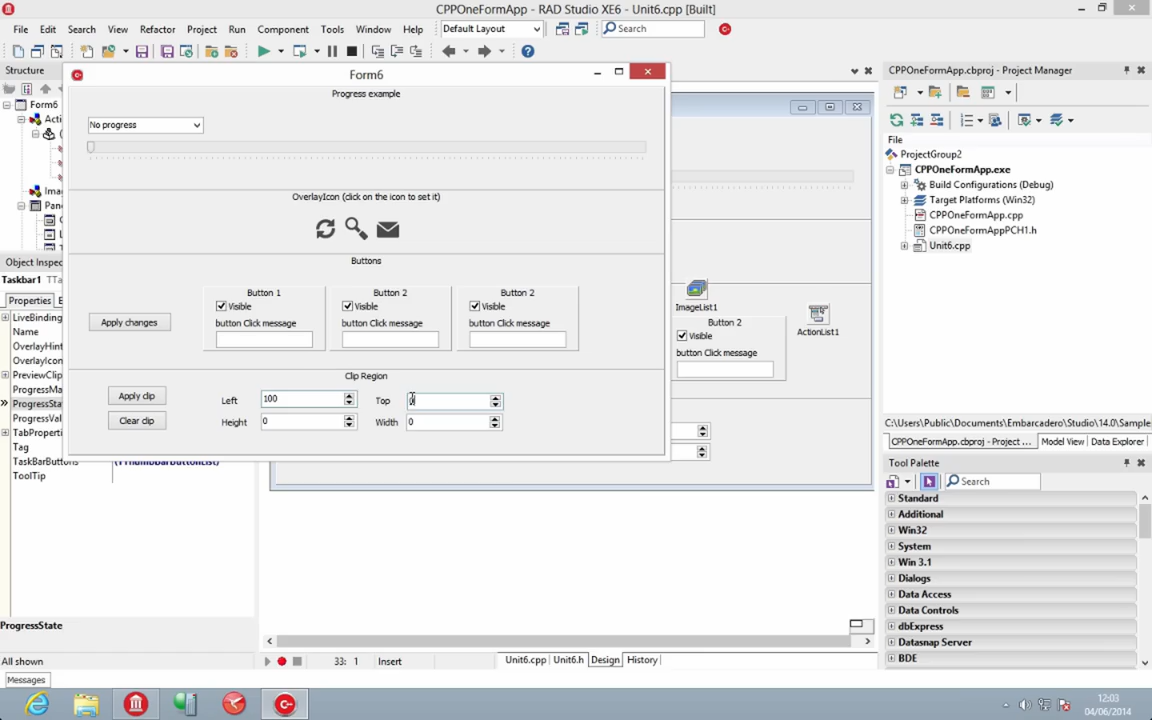 CPPOneFormApp - RAD Studio XE6 - Unit6.cpp [Built]
File Edit Search View Refactor Project Run Component Tools Window Help
Default Layout
Search
Structure
Form6
Acti
Imag
Pane
Form6
Progress example
No progress
OverlayIcon (click on the icon to set it)
Buttons
Apply changes
Button 1
Visible
button Click message
Button 2
Visible
button Click message
Button 2
Visible
button Click message
Clip Region
Apply clip
Clear clip
Left 100
Top
Height 0
Width 0
ImageList1
Button 2
Visible
button Click message
ActionList1
Object Inspec
Taskbar1 TTa
Properties E
LiveBinding
Name
OverlayHint
OverlayIcon
PreviewClip
ProgressMa
ProgressSta
ProgressVal
TabProperti
Tag
TaskBarButtons (TThumbBarButtonList)
ToolTip
ProgressState
All shown
33: 1
Insert
Unit6.cpp Unit6.h Design History
Messages
CPPOneFormApp.cbproj - Project Manager
File
ProjectGroup2
CPPOneFormApp.exe
Build Configurations (Debug)
Target Platforms (Win32)
CPPOneFormApp.cpp
CPPOneFormAppPCH1.h
Unit6.cpp
C:\Users\Public\Documents\Embarcadero\Studio\14.0\Sample
CPPOneFormApp.cbproj - Project ... Model View Data Explorer
Tool Palette
Search
Standard
Additional
Win32
System
Win 3.1
Dialogs
Data Access
Data Controls
dbExpress
Datasnap Server
BDE
12:03
04/06/2014